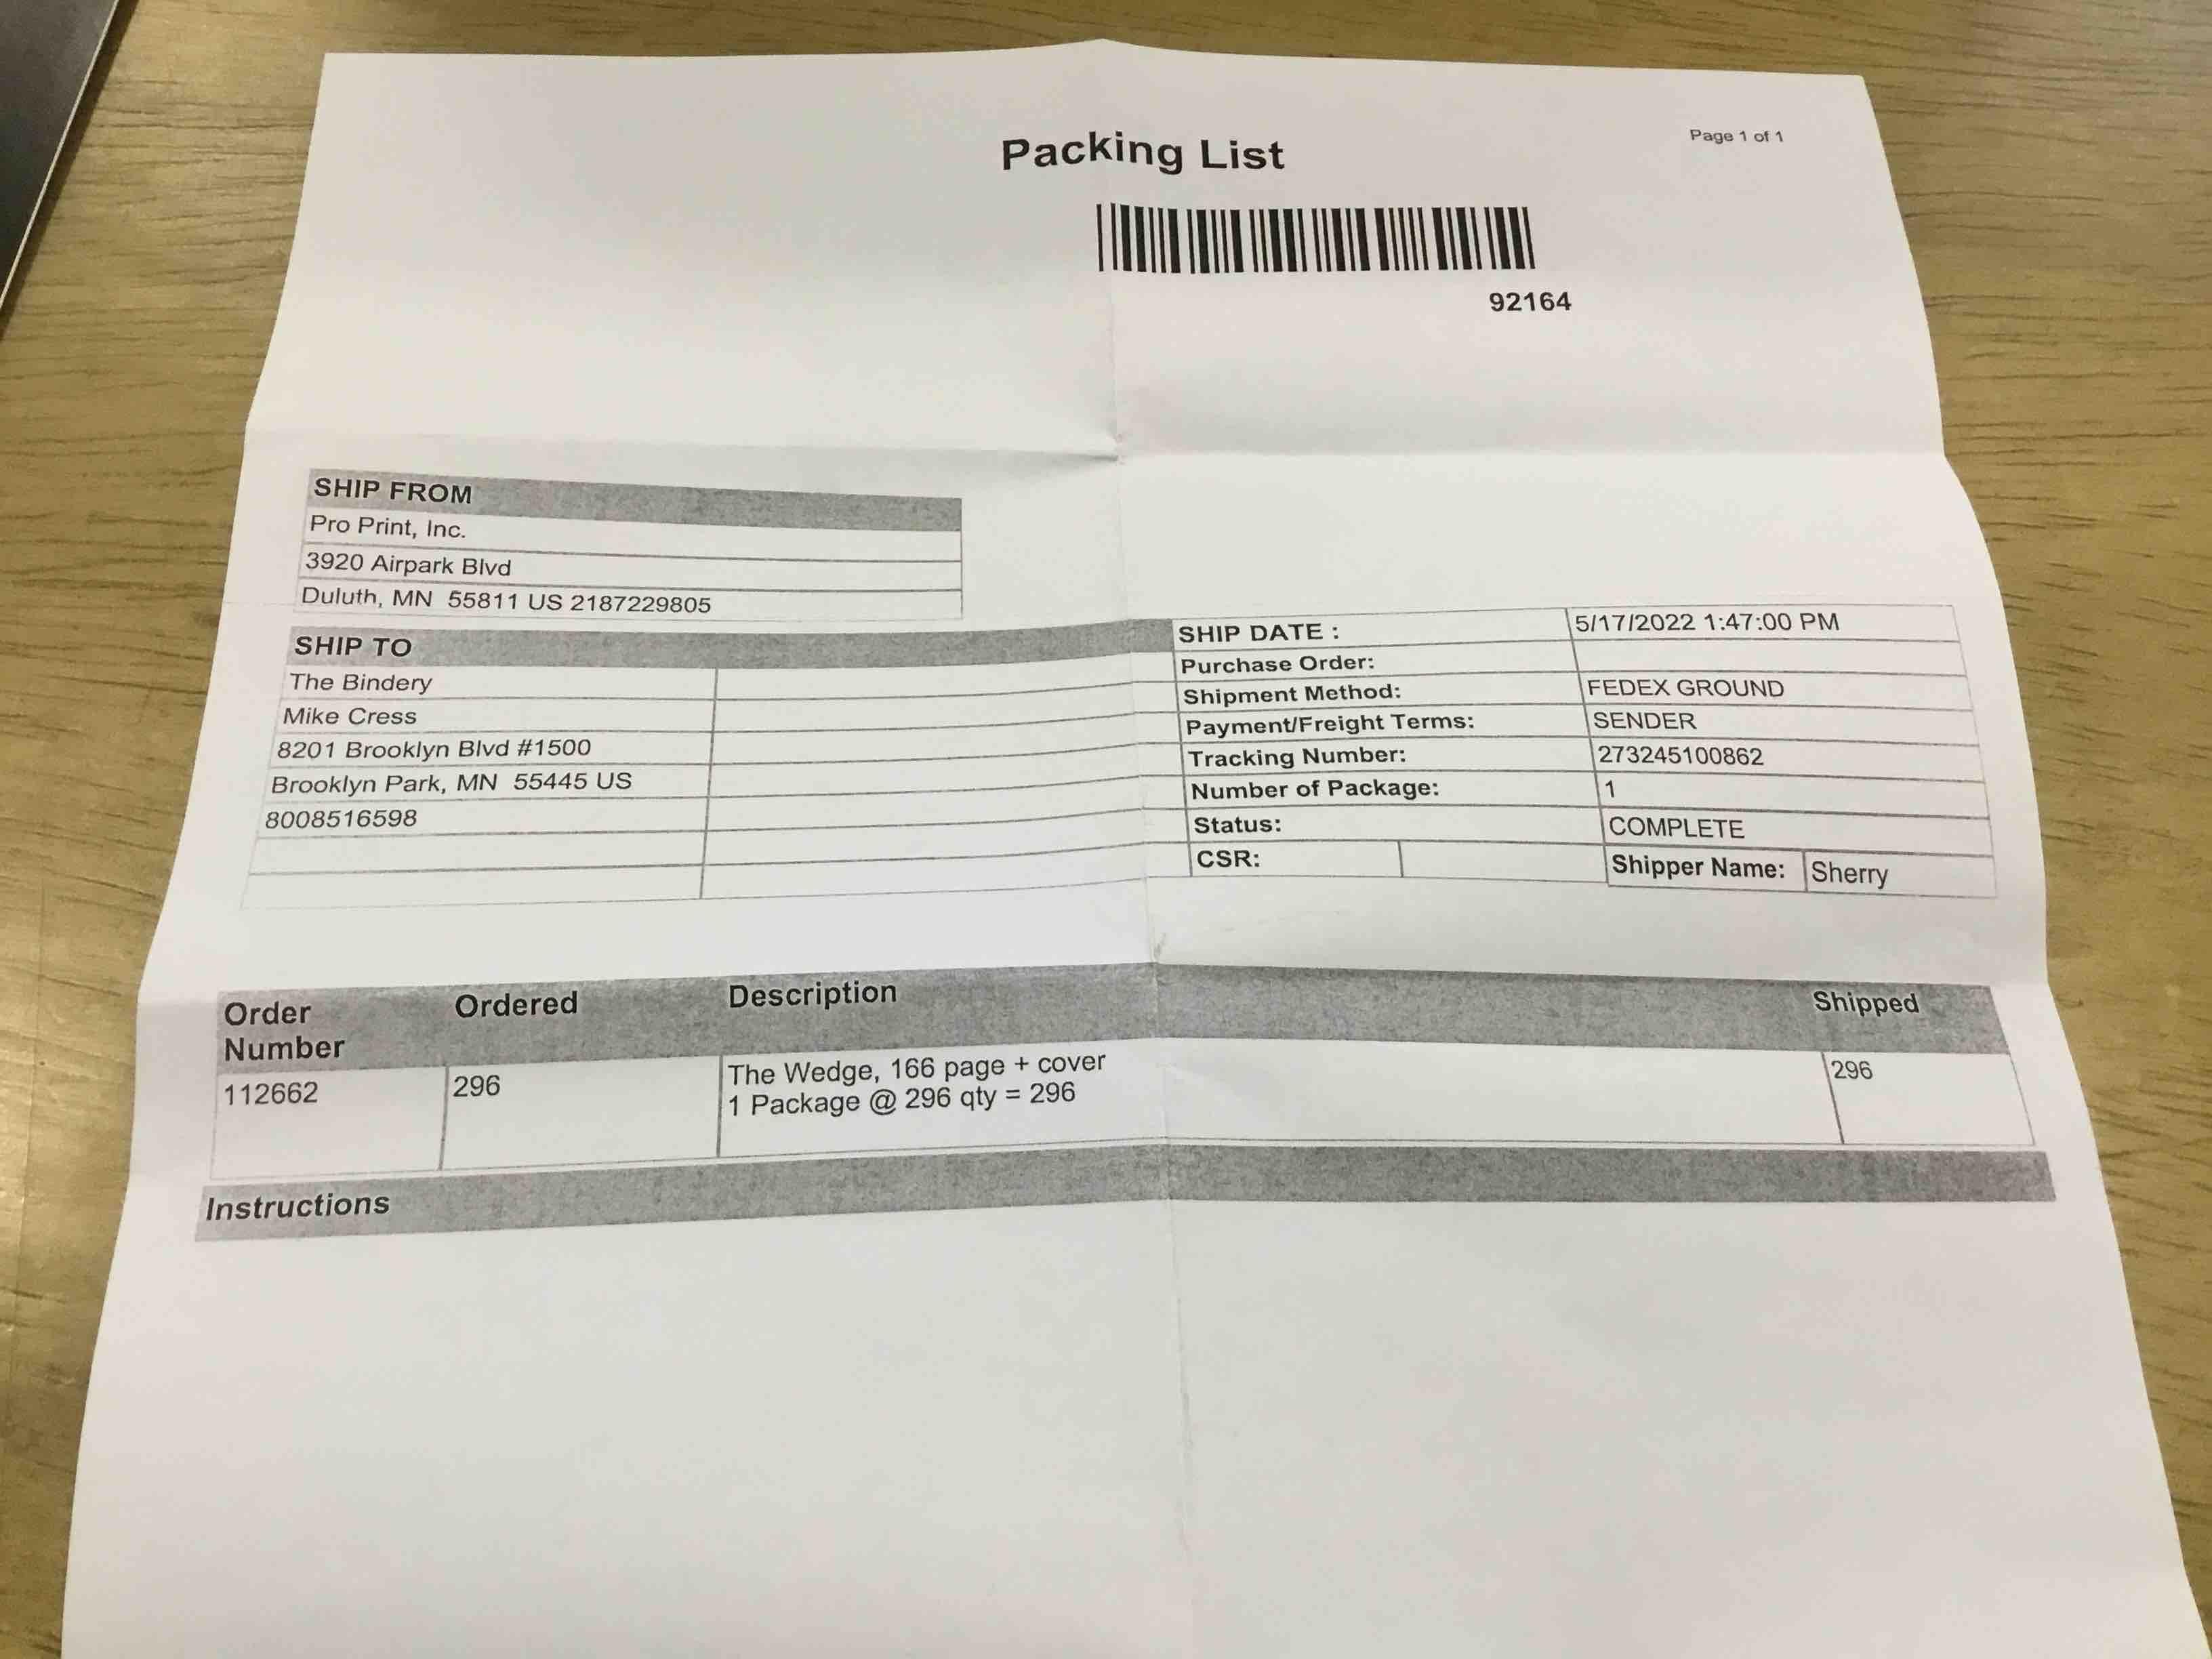 Packing List
Page 1 of 1
92164
SHIP FROM
Pro Print, Inc.
3920 Airpark Blvd
Duluth, MN 55811 US 2187229805
SHIP TO
The Bindery
Mike Cress
8201 Brooklyn Blvd #1500
Brooklyn Park, MN 55445 US
8008516598
SHIP DATE : 5/17/2022 1:47:00 PM
Purchase Order:
Shipment Method: FEDEX GROUND
Payment/Freight Terms: SENDER
Tracking Number: 273245100862
Number of Package: 1
Status: COMPLETE
CSR: Shipper Name: Sherry
Order Number Ordered Description Shipped
112662 296 The Wedge, 166 page + cover 296
1 Package @ 296 qty = 296
Instructions